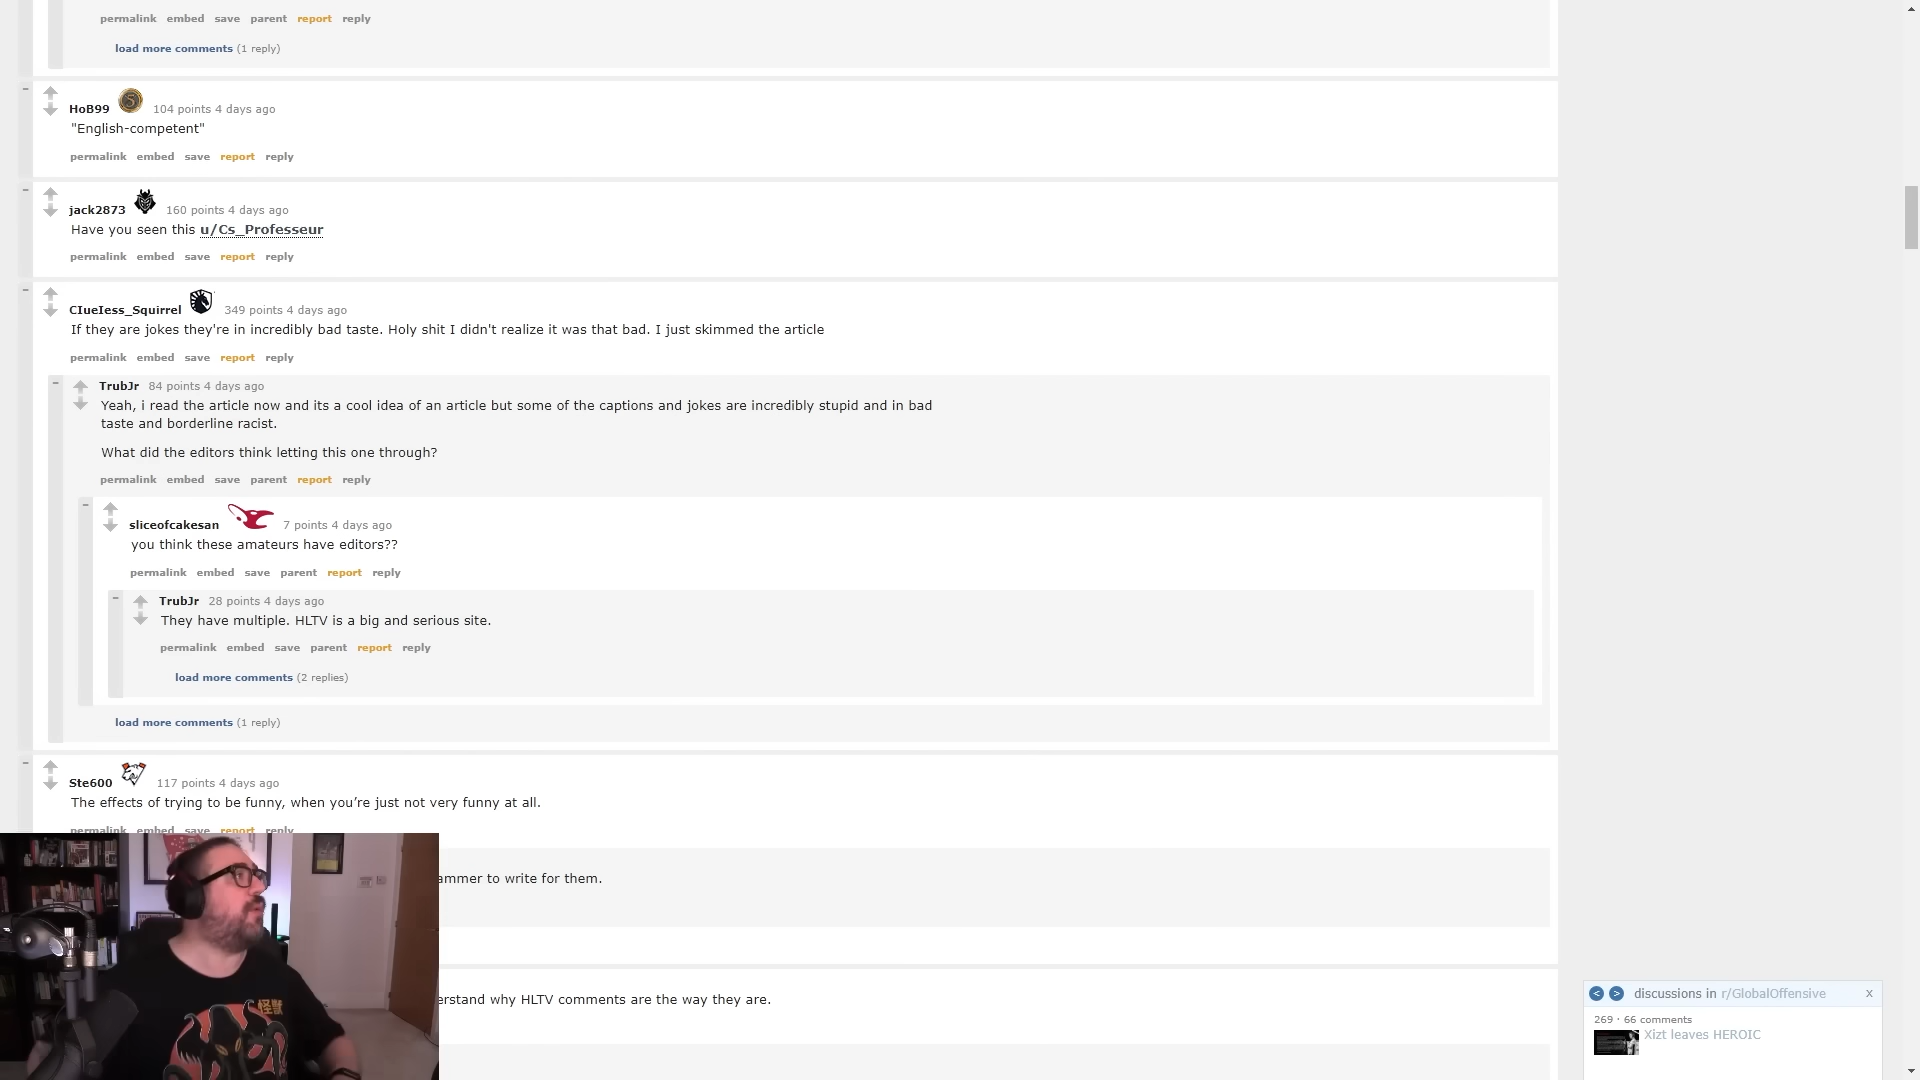 permalink embed save parent report reply
load more comments (1 reply)
HoB99 104 points 4 days ago
"English-competent"
permalink embed save report reply
jack2873 160 points 4 days ago
Have you seen this u/Cs_Professeur
permalink embed save report reply
CIueIess_Squirrel 349 points 4 days ago
If they are jokes they're in incredibly bad taste. Holy shit I didn't realize it was that bad. I just skimmed the article
permalink embed save report reply
TrubJr 84 points 4 days ago
Yeah, i read the article now and its a cool idea of an article but some of the captions and jokes are incredibly stupid and in bad
taste and borderline racist.
What did the editors think letting this one through?
permalink embed save parent report reply
sliceofcakesan 7 points 4 days ago
you think these amateurs have editors??
permalink embed save parent report reply
TrubJr 28 points 4 days ago
They have multiple. HLTV is a big and serious site.
permalink embed save parent report reply
load more comments (2 replies)
load more comments (1 reply)
Ste600 117 points 4 days ago
The effects of trying to be funny, when you’re just not very funny at all.
permalink embed save report reply
ammer to write for them.
erstand why HLTV comments are the way they are.
怪獣
< > discussions in r/GlobalOffensive x
269 · 66 comments
Xizt leaves HEROIC